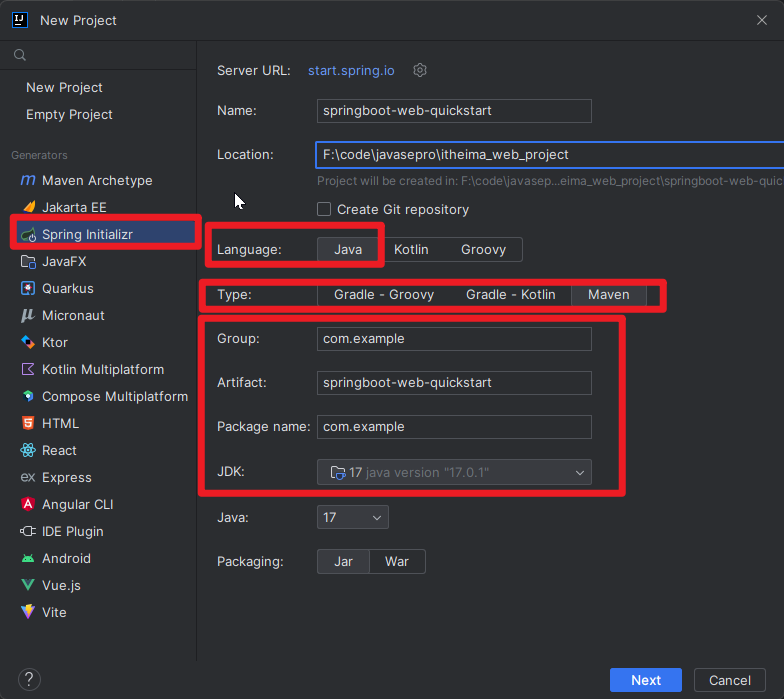 New Project
New Project
Empty Project
Generators
Maven Archetype
Jakarta EE
Spring Initializr
JavaFX
Quarkus
Micronaut
Ktor
Kotlin Multiplatform
Compose Multiplatform
HTML
React
Express
Angular CLI
IDE Plugin
Android
Vue.js
Vite
Server URL: start.spring.io
Name: springboot-web-quickstart
Location: F:\code\javasepro\itheima_web_project
Project will be created in: F:\code\javasep...eima_web_project\springboot-web-quic
Create Git repository
Language: Java Kotlin Groovy
Type: Gradle - Groovy Gradle - Kotlin Maven
Group: com.example
Artifact: springboot-web-quickstart
Package name: com.example
JDK: 17 java version "17.0.1"
Java: 17
Packaging: Jar War
? Next Cancel